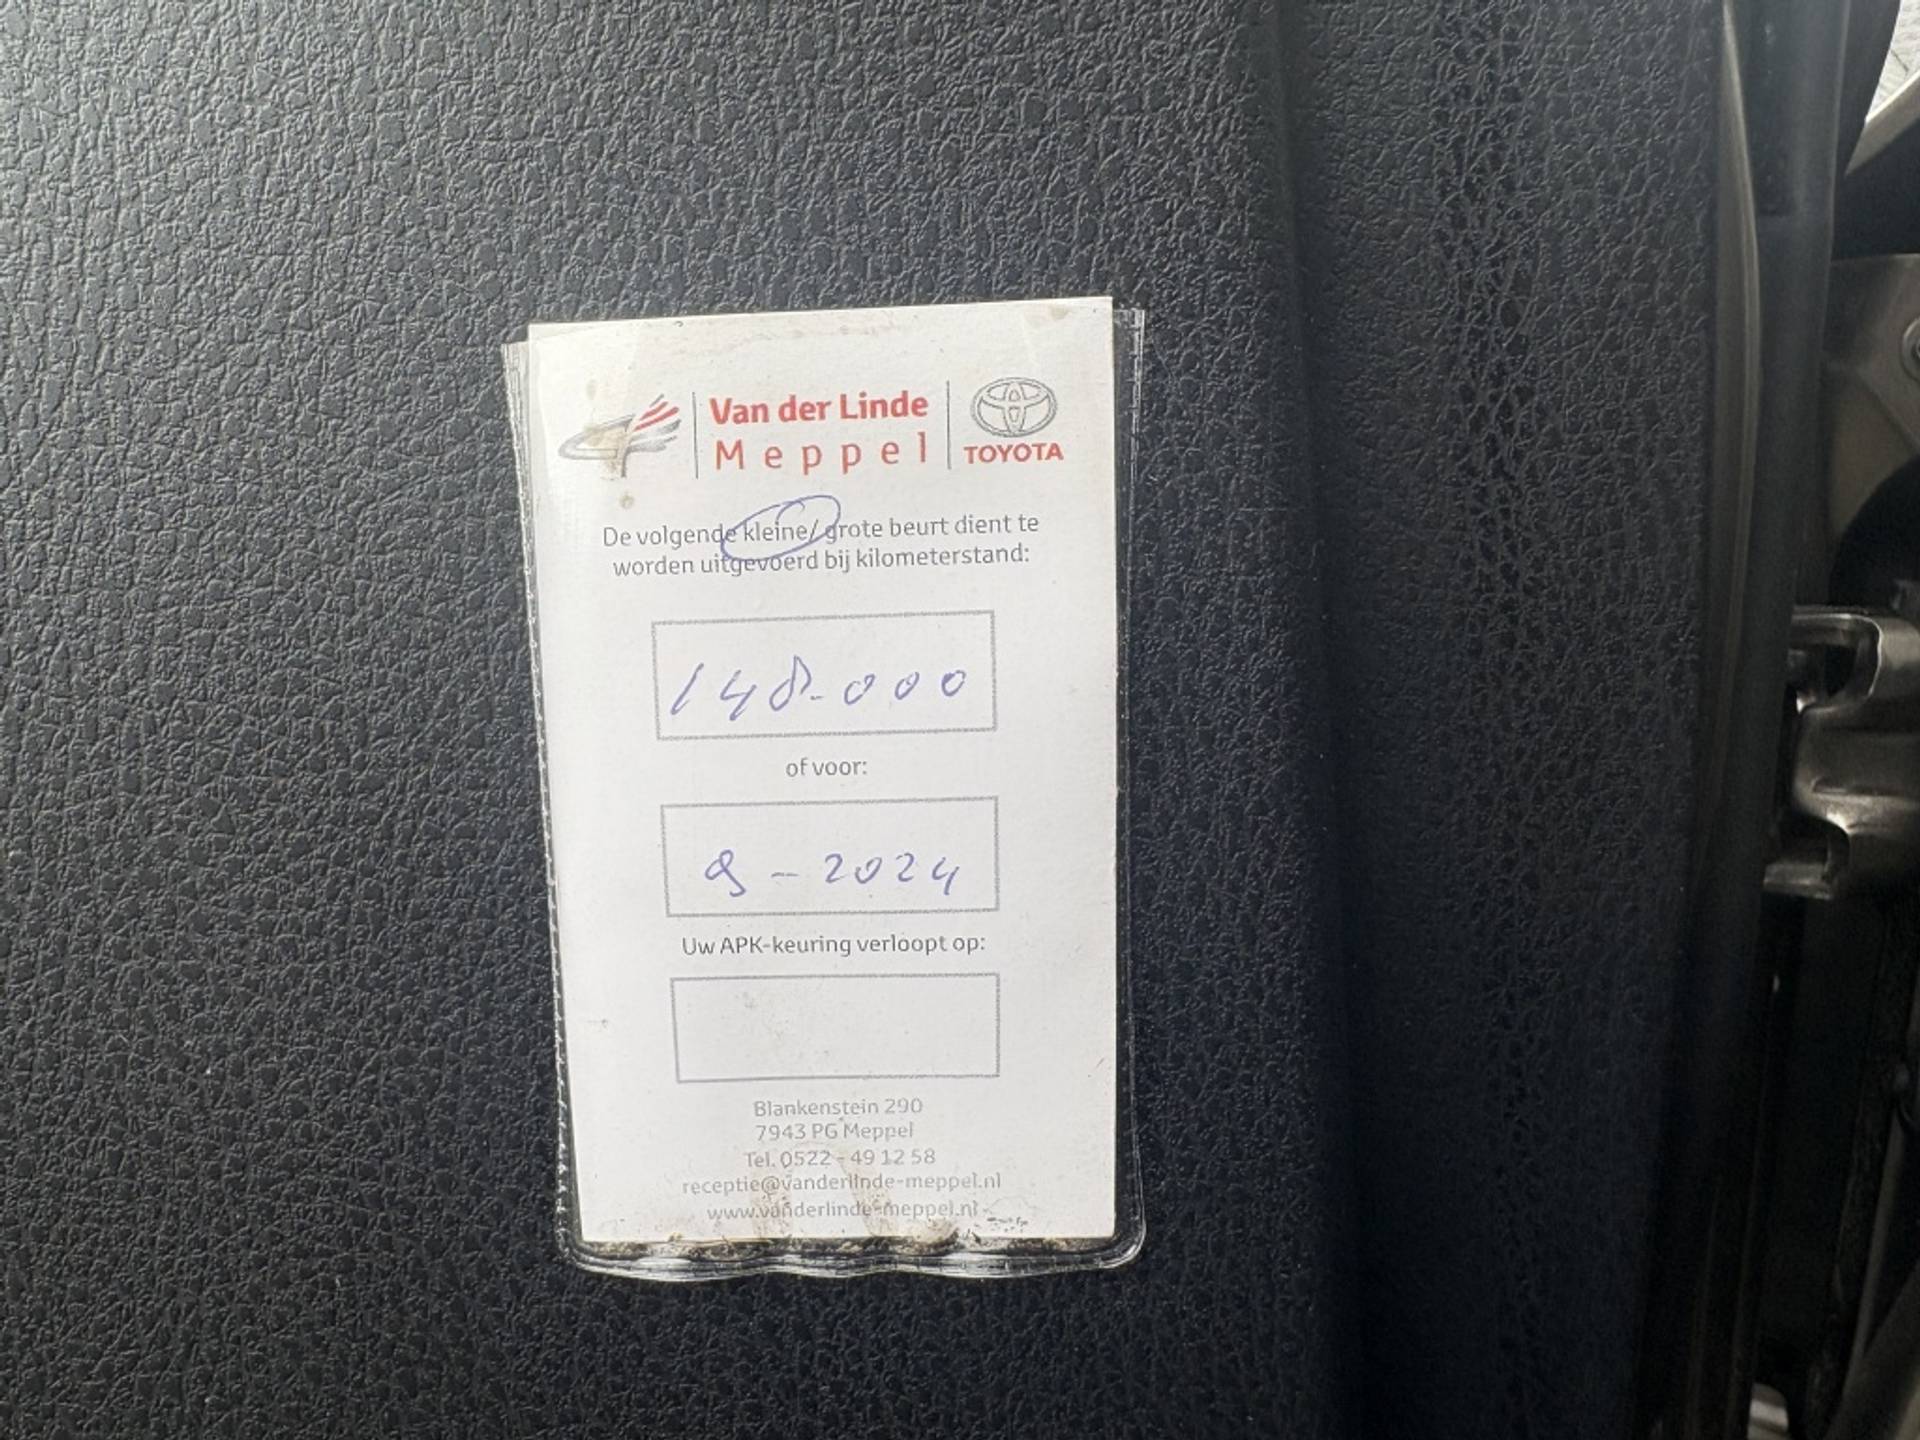 Van der Linde
Meppel
TOYOTA
De volgende kleine/ grote beurt dient te
worden uitgevoerd bij kilometerstand:
148.000
of voor:
9 - 2024
Uw APK-keuring verloopt op:
Blankenstein 290
7943 PG Meppel
Tel. 0522 - 49 12 58
receptie@vanderlinde-meppel.nl
www.vanderlinde-meppel.nl